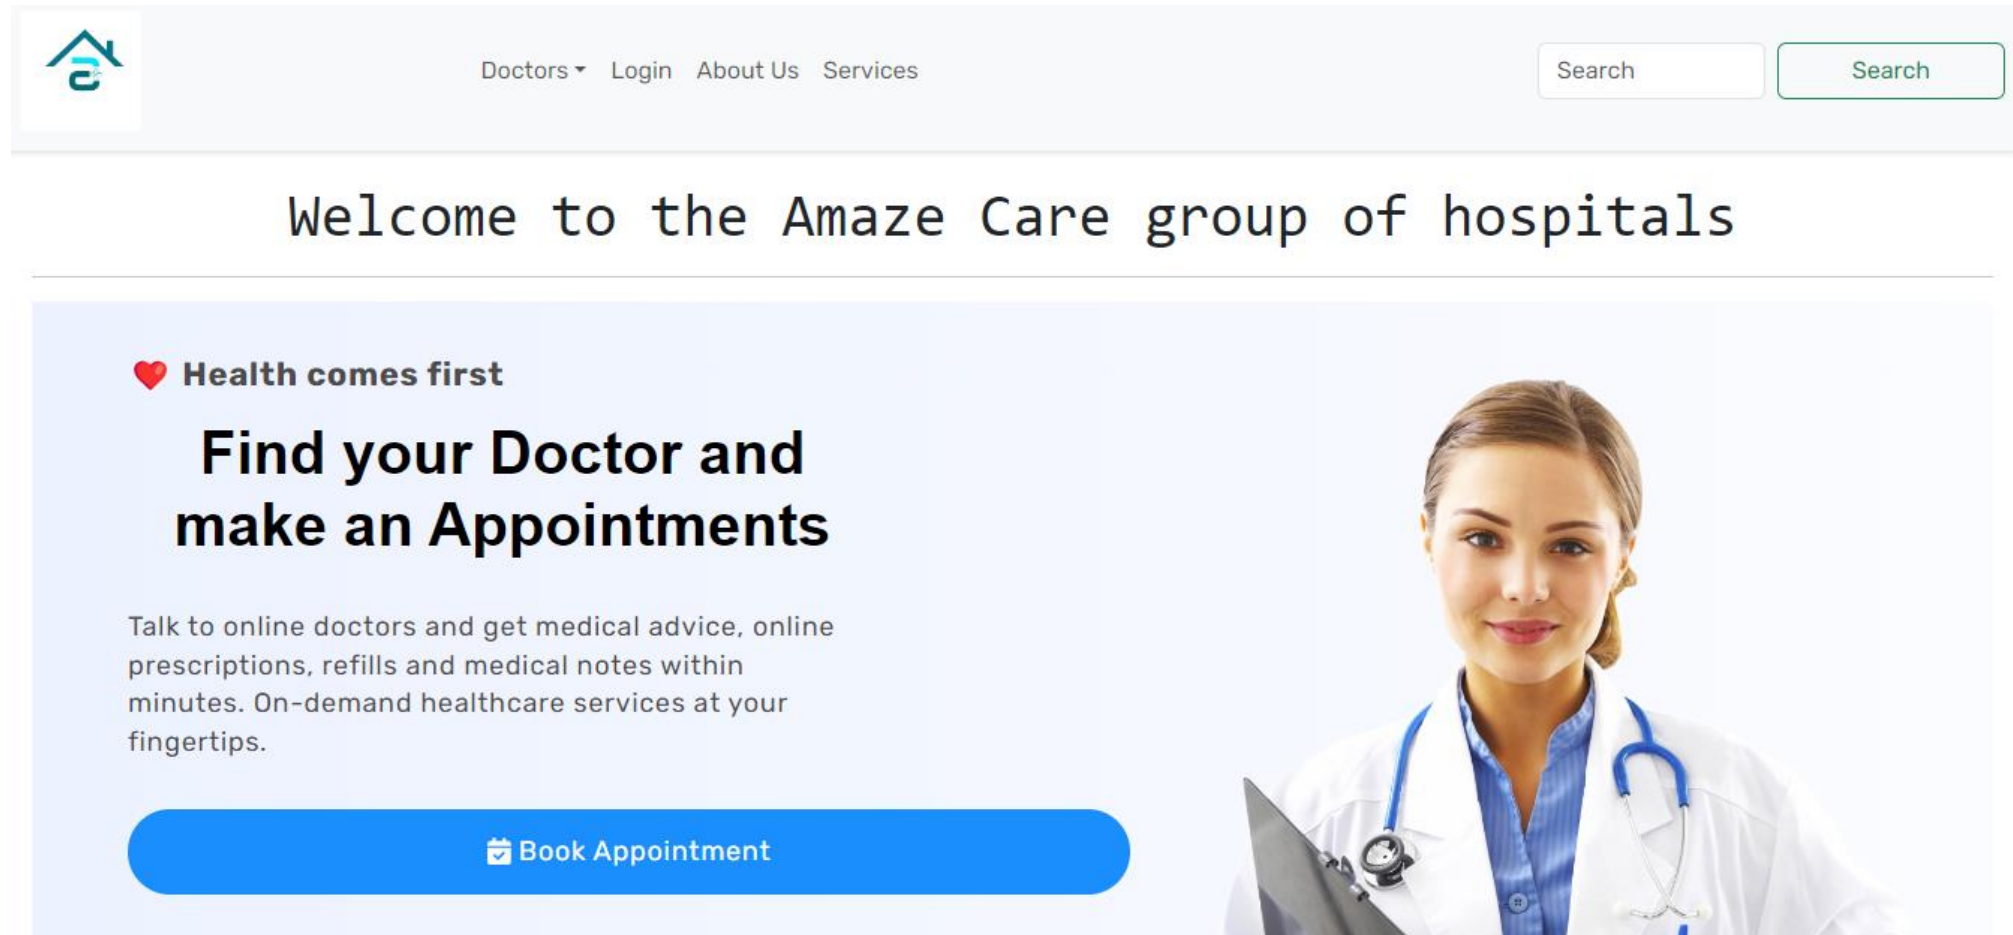 Doctors Login About Us Services
Search Search
Welcome to the Amaze Care group of hospitals
Health comes first
Find your Doctor and
make an Appointments
Talk to online doctors and get medical advice, online
prescriptions, refills and medical notes within
minutes. On-demand healthcare services at your
fingertips.
Book Appointment